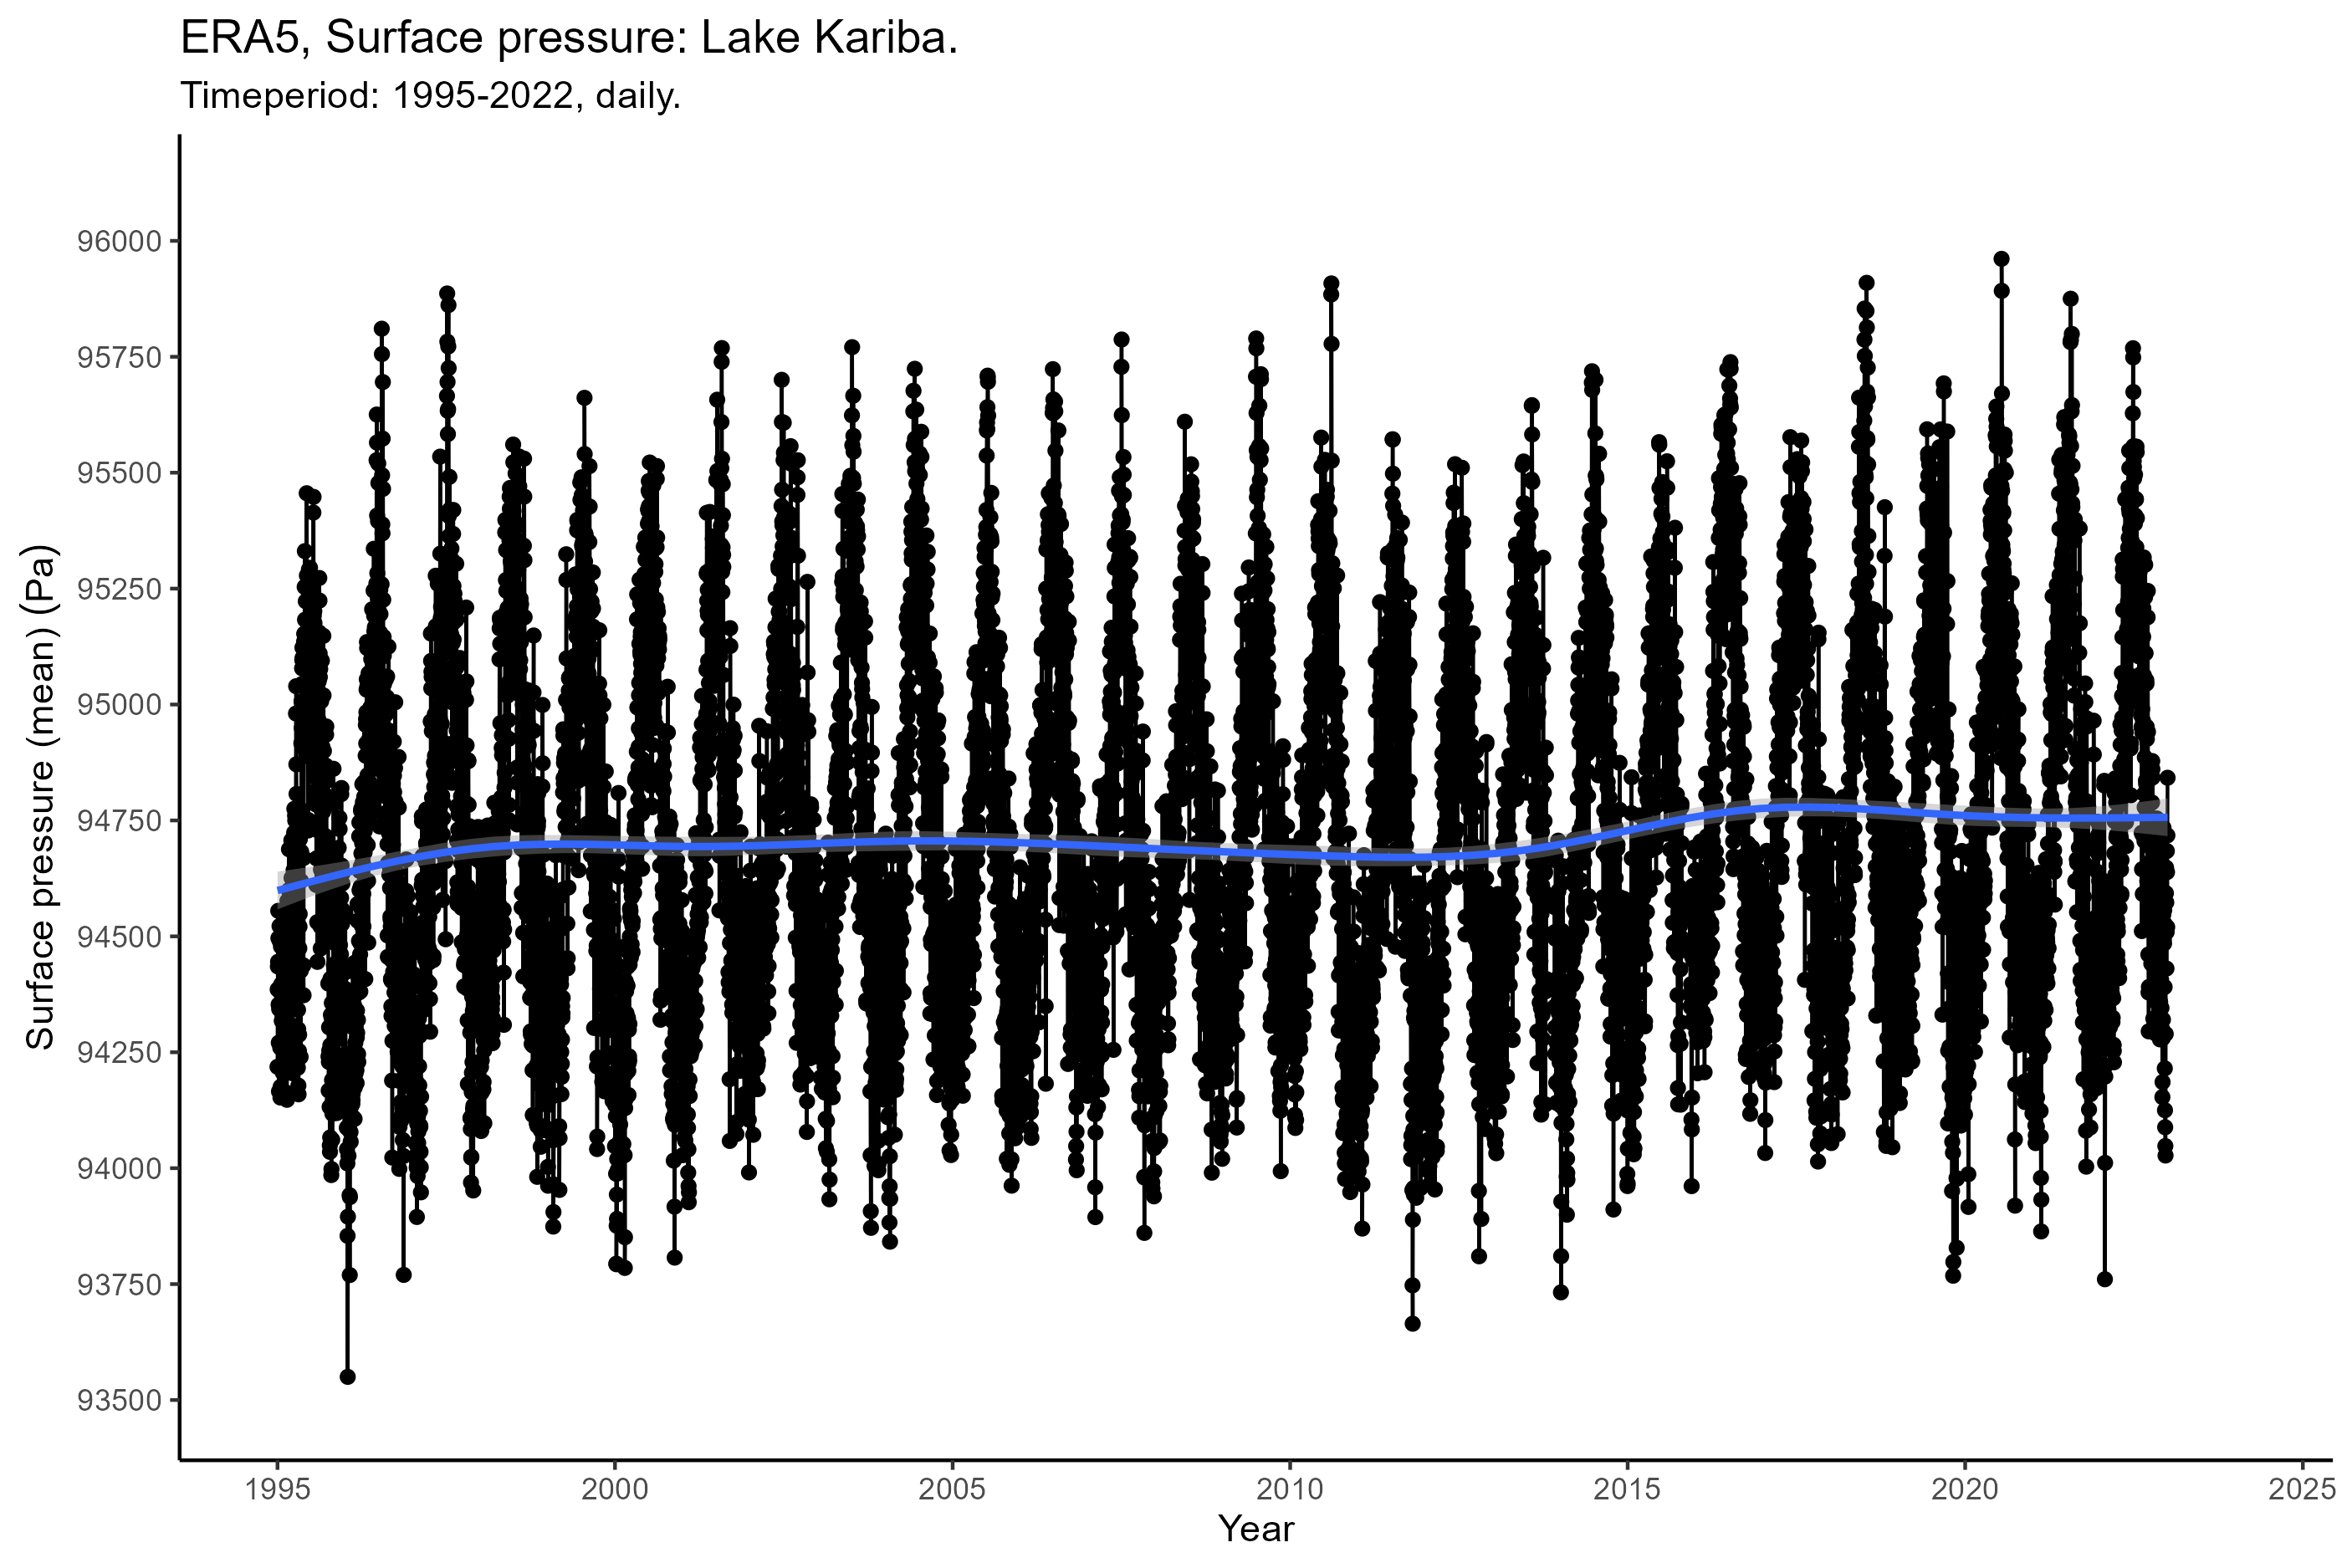 ERA5, Surface pressure: Lake Kariba.
Timeperiod: 1995-2022, daily.
Surface pressure (mean) (Pa)
96000
95750
95500
95250
95000
94750
94500
94250
94000
93750
93500
1995 2000 2005 2010 2015 2020 2025
Year